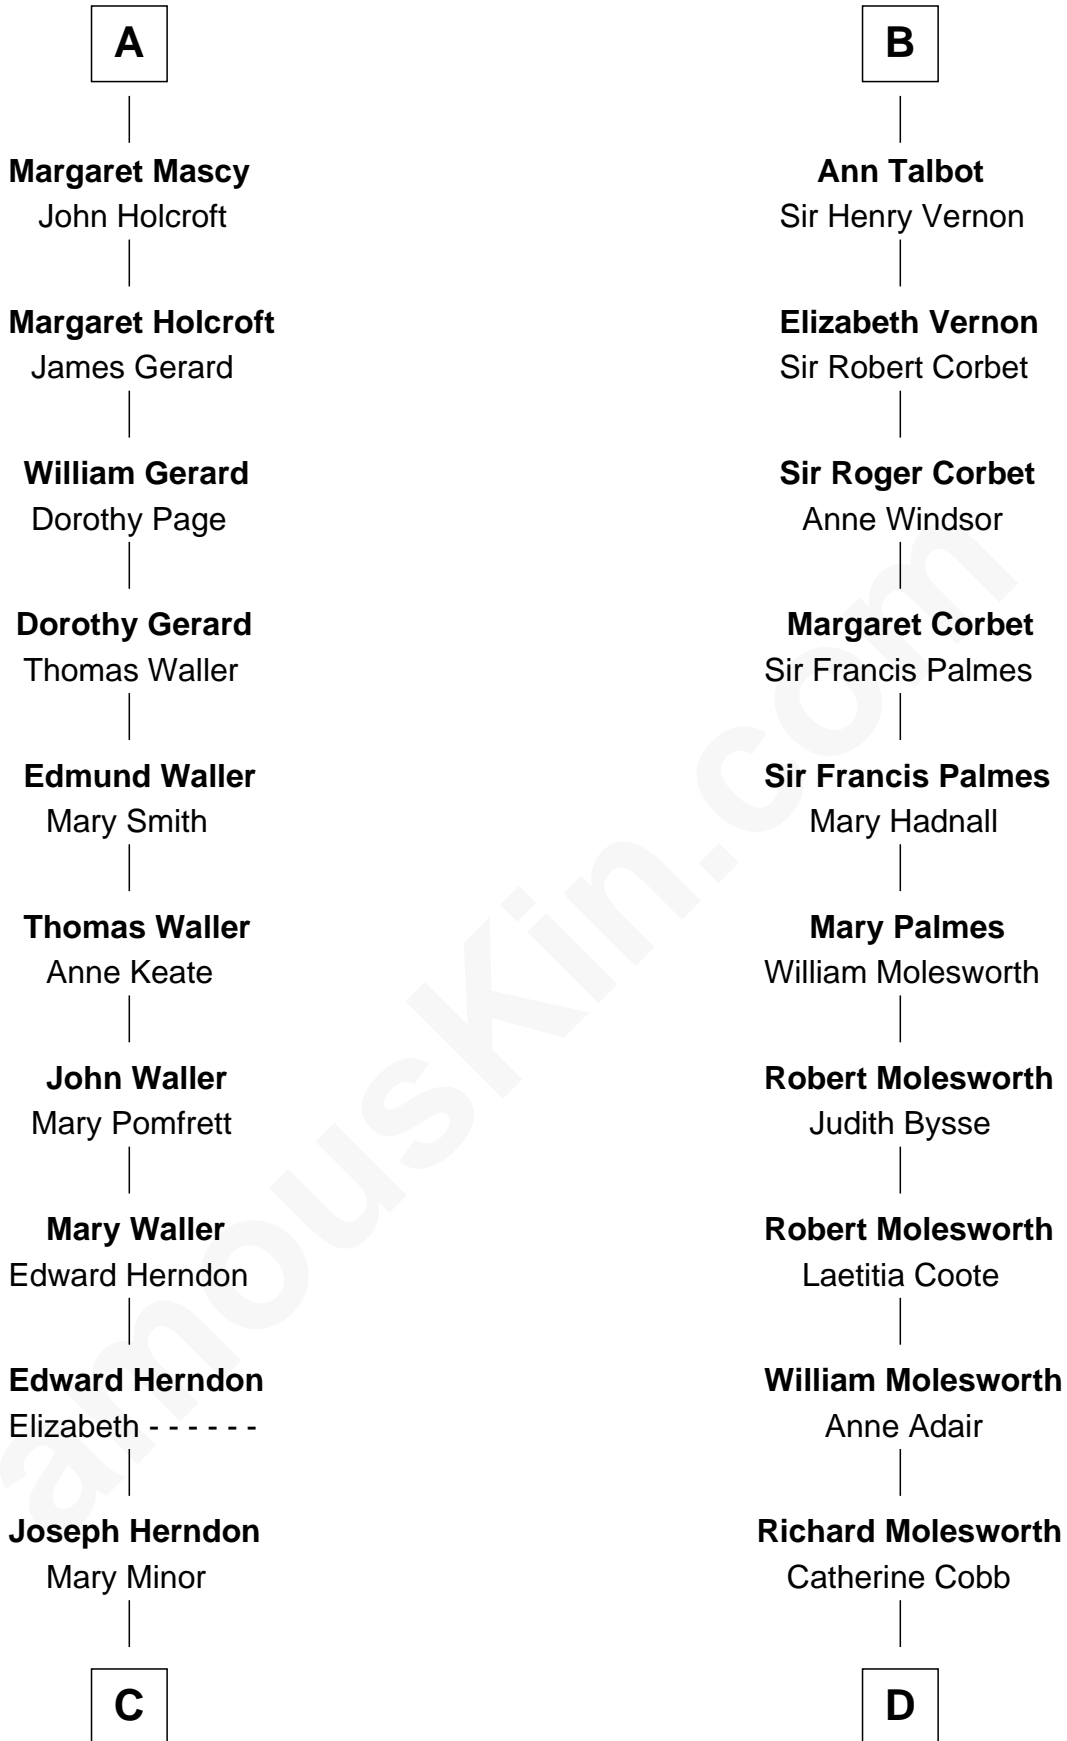 A
Margaret Mascy
John Holcroft
Margaret Holcroft
James Gerard
William Gerard
Dorothy Page
Dorothy Gerard
Thomas Waller
Edmund Waller
Mary Smith
Thomas Waller
Anne Keate
John Waller
Mary Pomfrett
Mary Waller
Edward Herndon
Edward Herndon
Elizabeth - - - - - -
Joseph Herndon
Mary Minor
C
B
Ann Talbot
Sir Henry Vernon
Elizabeth Vernon
Sir Robert Corbet
Sir Roger Corbet
Anne Windsor
Margaret Corbet
Sir Francis Palmes
Sir Francis Palmes
Mary Hadnall
Mary Palmes
William Molesworth
Robert Molesworth
Judith Bysse
Robert Molesworth
Laetitia Coote
William Molesworth
Anne Adair
Richard Molesworth
Catherine Cobb
D
amousKin.com